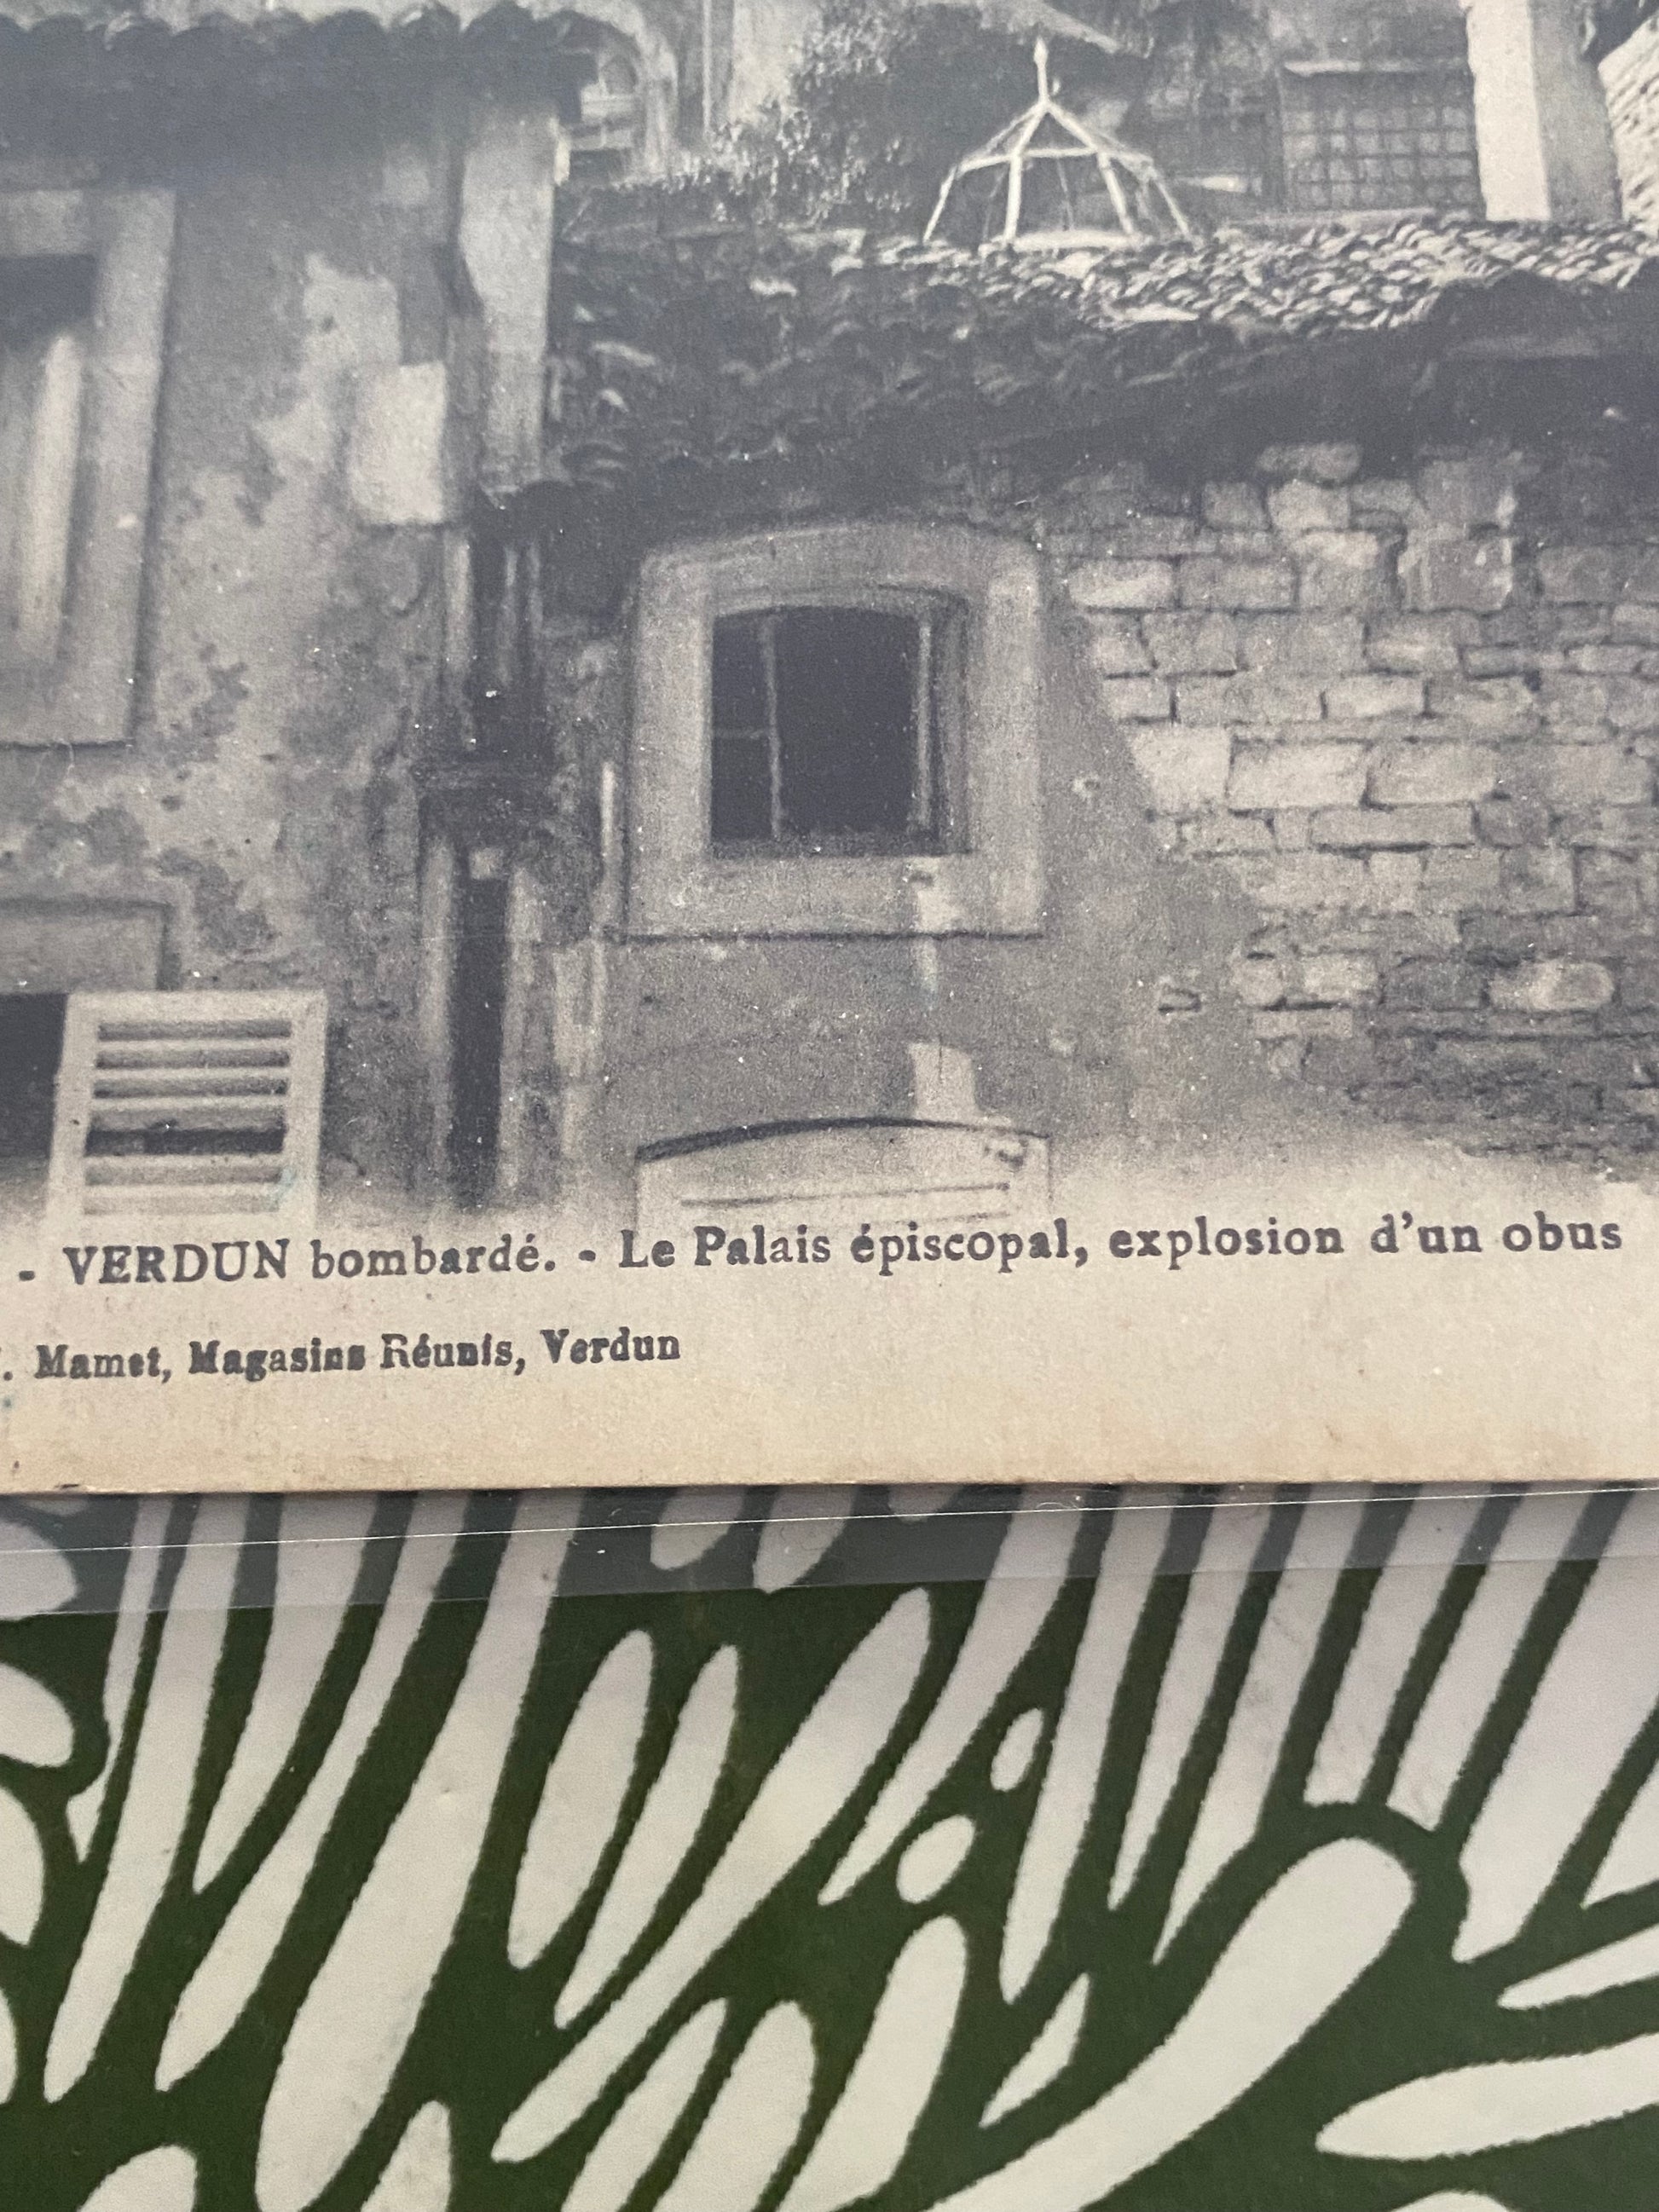 - VERDUN bombardé. - Le Palais épiscopal, explosion d'un obus
. Mamet, Magasins Réunis, Verdun